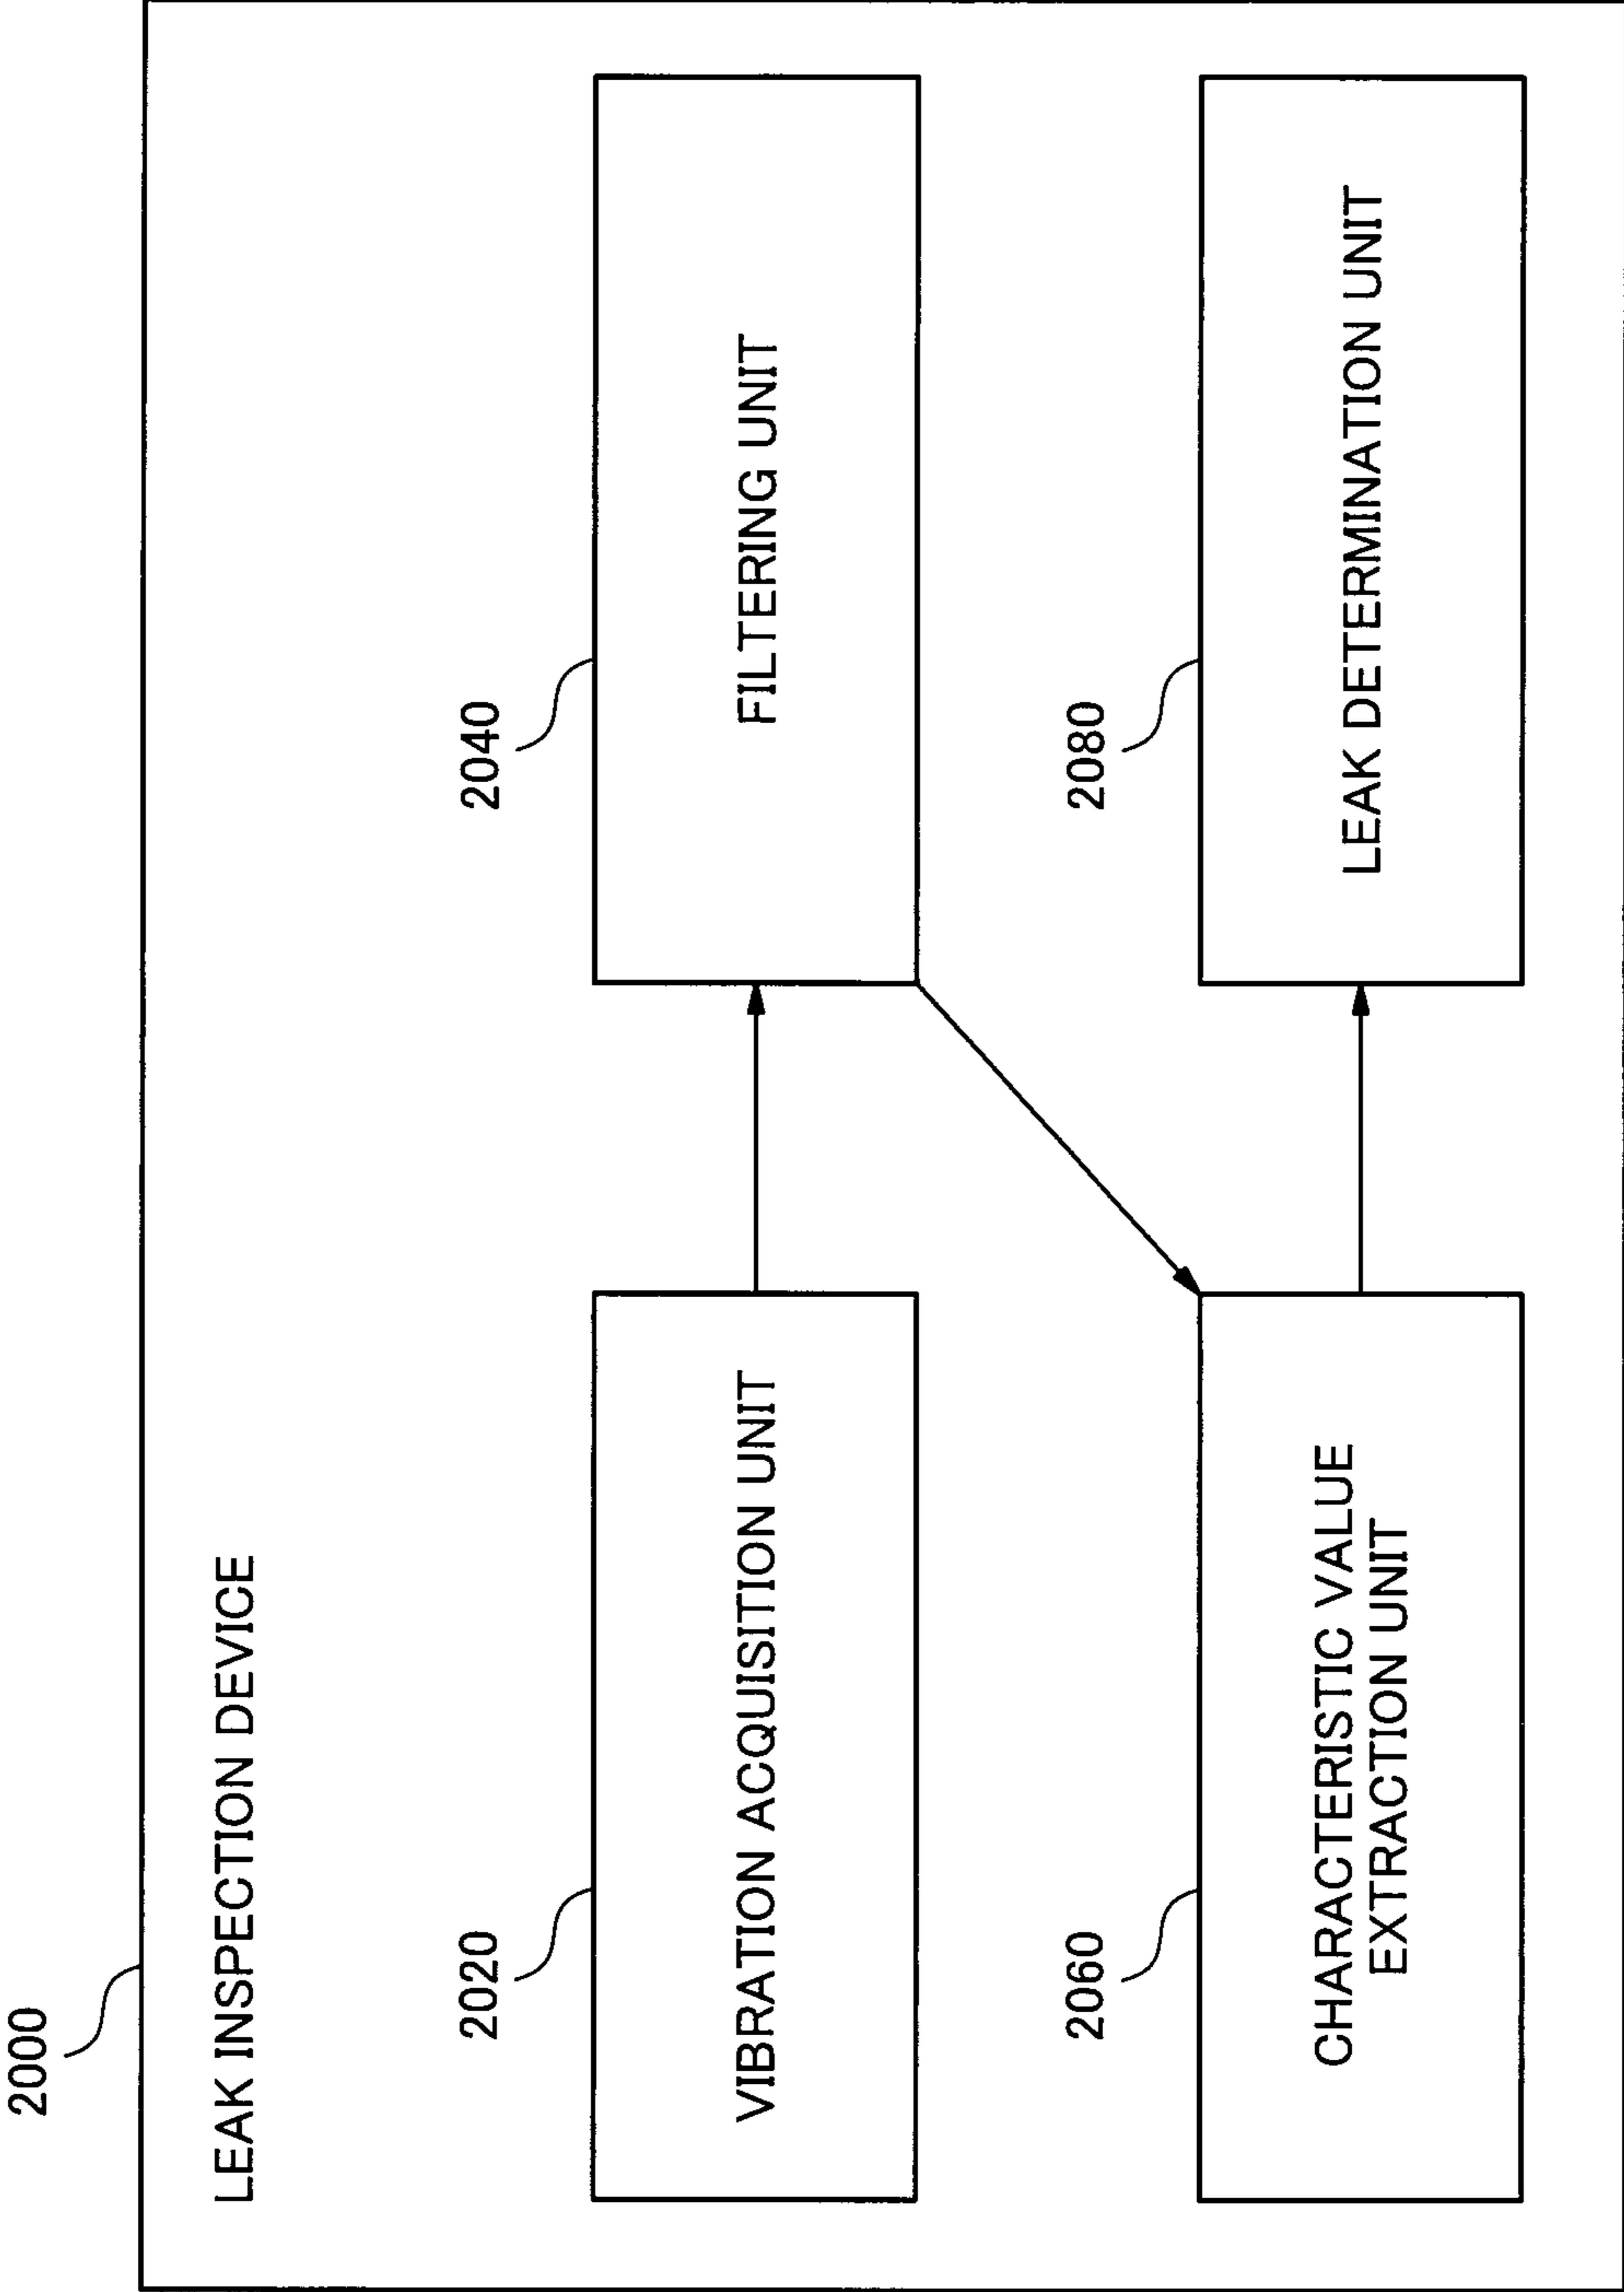 2000
LEAK INSPECTION DEVICE
2020
VIBRATION ACQUISITION UNIT
2040
FILTERING UNIT
2060
CHARACTERISTIC VALUE
EXTRACTION UNIT
2080
LEAK DETERMINATION UNIT